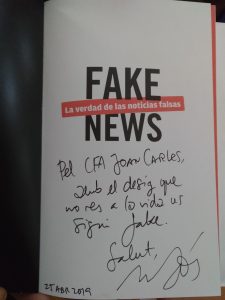 FAKE
La verdad de las noticias falsas
NEWS
Pel CFA JOAN CARLES,
amb el desig que
no res a la vida us
sigui fake.
Salut,
25 ABR 2019